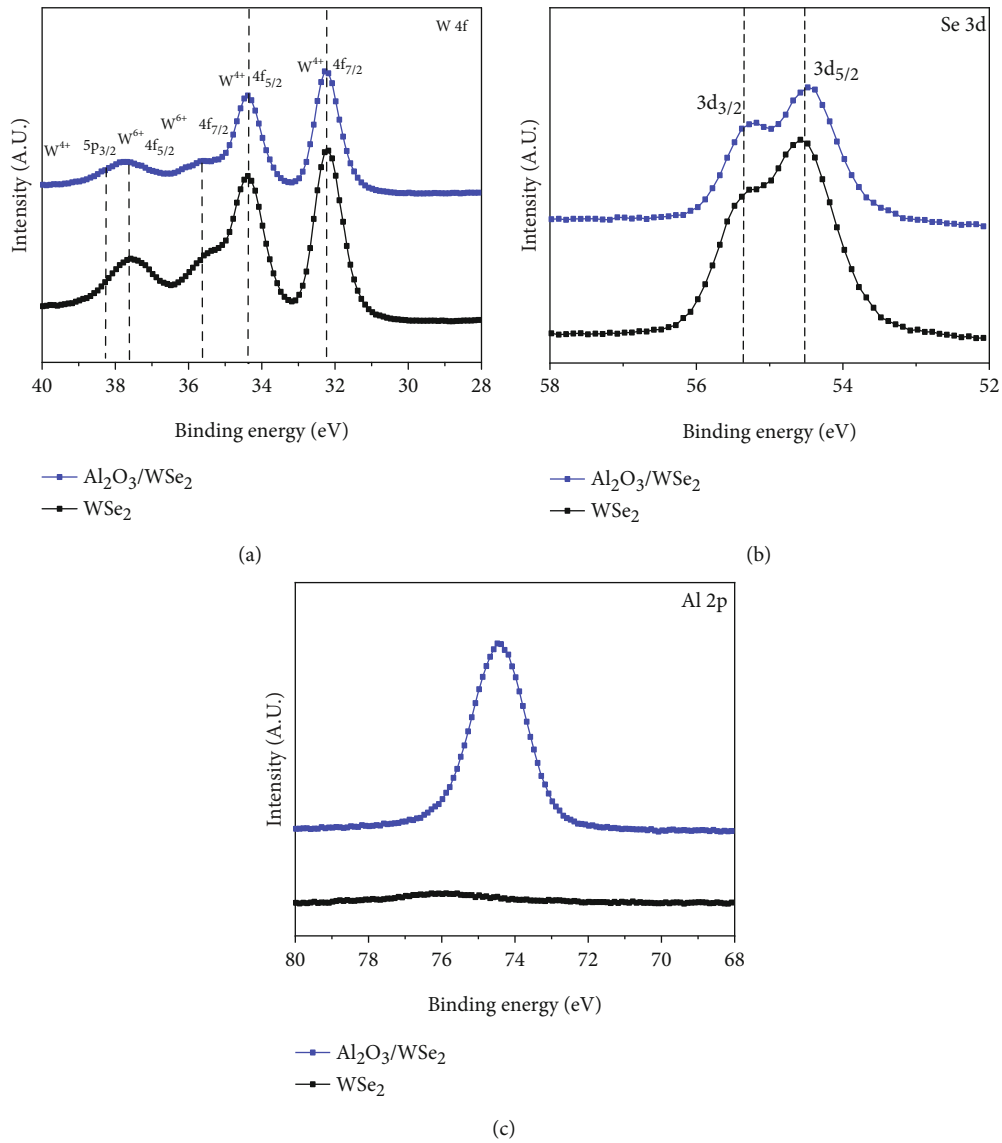 W 4f
W⁴⁺ 4f₅/₂
W⁴⁺ 4f₇/₂
W⁴⁺ 5p₃/₂
W⁶⁺ 4f₅/₂
W⁶⁺ 4f₇/₂
Intensity (A.U.)
40 38 36 34 32 30 28
Binding energy (eV)
Al₂O₃/WSe₂
WSe₂
(a)
Se 3d
3d₃/₂
3d₅/₂
Intensity (A.U.)
58 56 54 52
Binding energy (eV)
Al₂O₃/WSe₂
WSe₂
(b)
Al 2p
Intensity (A.U.)
80 78 76 74 72 70 68
Binding energy (eV)
Al₂O₃/WSe₂
WSe₂
(c)